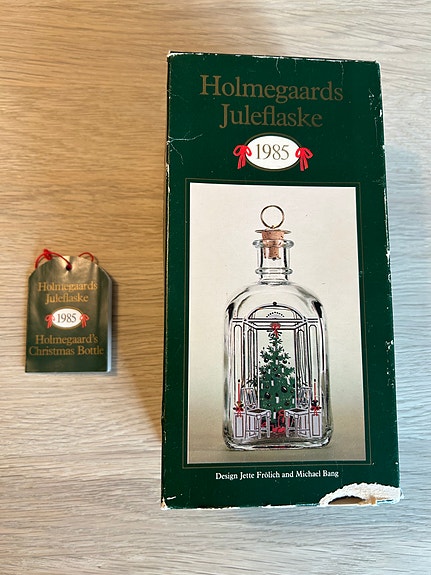 Holmegaards
Juleflaske
1985
Design Jette Frölich and Michael Bang
Holmegaards
Juleflaske
1985
Holmegaard's
Christmas Bottle